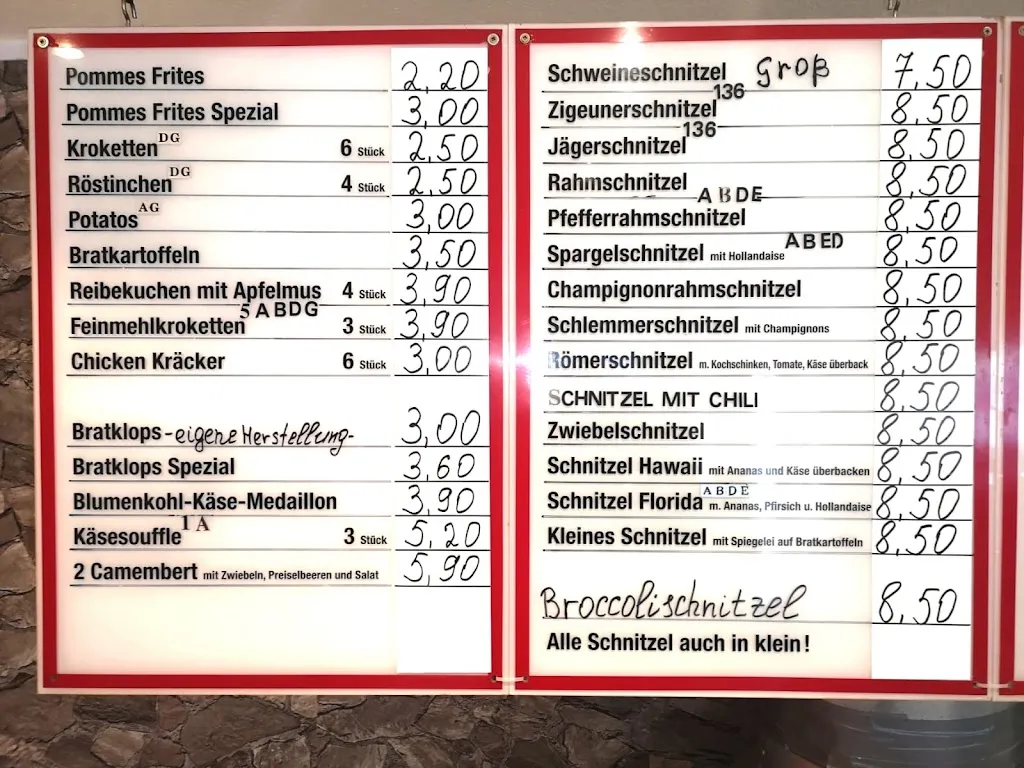 Pommes Frites 2,20
Pommes Frites Spezial 3,00
Kroketten DG 6 Stück 2,50
Röstinchen DG 4 Stück 2,50
Potatos AG 3,00
Bratkartoffeln 3,50
Reibekuchen mit Apfelmus 4 Stück 3,90
Feinmehlkroketten 5 A B D G 3 Stück 3,90
Chicken Kräcker 6 Stück 3,00
Bratklops -eigene Herstellung- 3,00
Bratklops Spezial 3,60
Blumenkohl-Käse-Medaillon 3,90
Käsesouffle 1 A 3 Stück 5,20
2 Camembert mit Zwiebeln, Preiselbeeren und Salat 5,90
Schweineschnitzel Groß 7,50
Zigeunerschnitzel 136 8,50
Jägerschnitzel 136 8,50
Rahmschnitzel 8,50
Pfefferrahmschnitzel A B D E 8,50
Spargelschnitzel mit Hollandaise A B E D 8,50
Champignonrahmschnitzel 8,50
Schlemmerschnitzel mit Champignons 8,50
Römerschnitzel m. Kochschinken, Tomate, Käse überback 8,50
SCHNITZEL MIT CHILI 8,50
Zwiebelschnitzel 8,50
Schnitzel Hawaii mit Ananas und Käse überbacken 8,50
Schnitzel Florida A B D E m. Ananas, Pfirsich u. Hollandaise 8,50
Kleines Schnitzel mit Spiegelei auf Bratkartoffeln 8,50
Broccolischnitzel 8,50
Alle Schnitzel auch in klein!